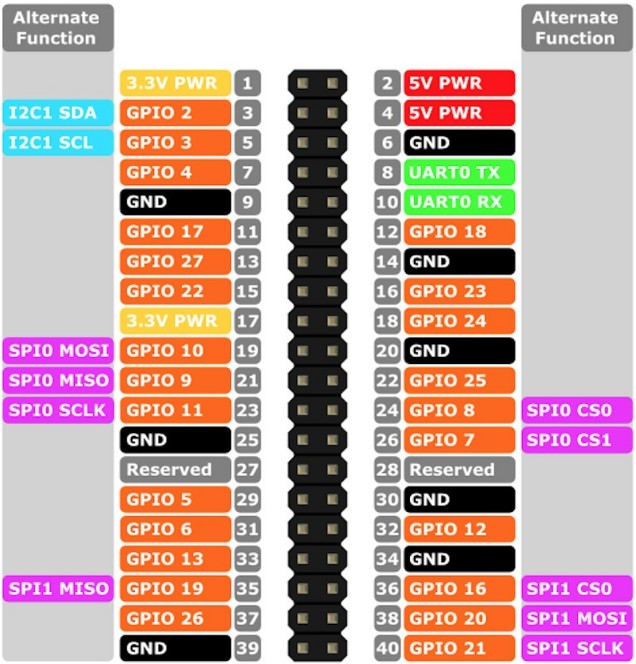 Alternate Function Alternate Function
3.3V PWR 1 2 5V PWR
I2C1 SDA GPIO 2 3 4 5V PWR
I2C1 SCL GPIO 3 5 6 GND
GPIO 4 7 8 UART0 TX
GND 9 10 UART0 RX
GPIO 17 11 12 GPIO 18
GPIO 27 13 14 GND
GPIO 22 15 16 GPIO 23
3.3V PWR 17 18 GPIO 24
SPI0 MOSI GPIO 10 19 20 GND
SPI0 MISO GPIO 9 21 22 GPIO 25
SPI0 SCLK GPIO 11 23 24 GPIO 8 SPI0 CS0
GND 25 26 GPIO 7 SPI0 CS1
Reserved 27 28 Reserved
GPIO 5 29 30 GND
GPIO 6 31 32 GPIO 12
GPIO 13 33 34 GND
SPI1 MISO GPIO 19 35 36 GPIO 16 SPI1 CS0
GPIO 26 37 38 GPIO 20 SPI1 MOSI
GND 39 40 GPIO 21 SPI1 SCLK